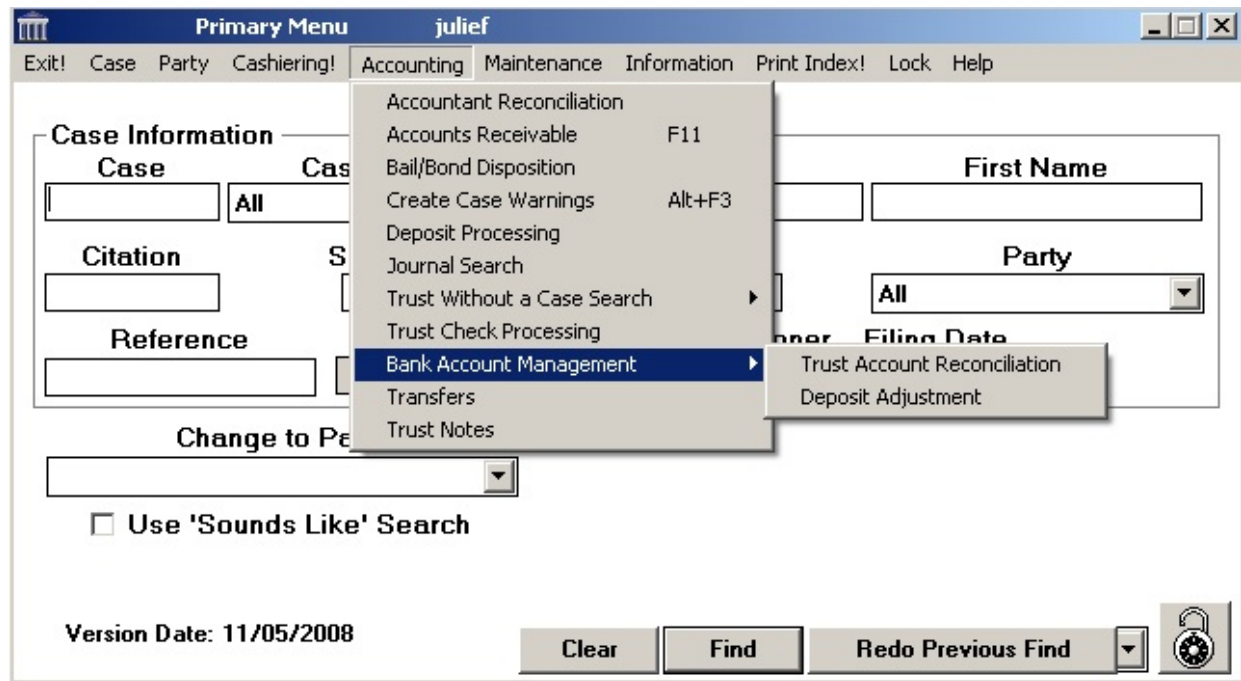 Primary Menu julief
Exit! Case Party Cashiering! Accounting Maintenance Information Print Index! Lock Help
Accountant Reconciliation
Accounts Receivable F11
Bail/Bond Disposition
Create Case Warnings Alt+F3
Deposit Processing
Journal Search
Trust Without a Case Search
Trust Check Processing
Bank Account Management
Transfers
Trust Notes
Trust Account Reconciliation
Deposit Adjustment
Case Information
Case Cas First Name
All
Citation S Party
All
Reference Filing Date
Change to Pa
Use 'Sounds Like' Search
Version Date: 11/05/2008
Clear Find Redo Previous Find